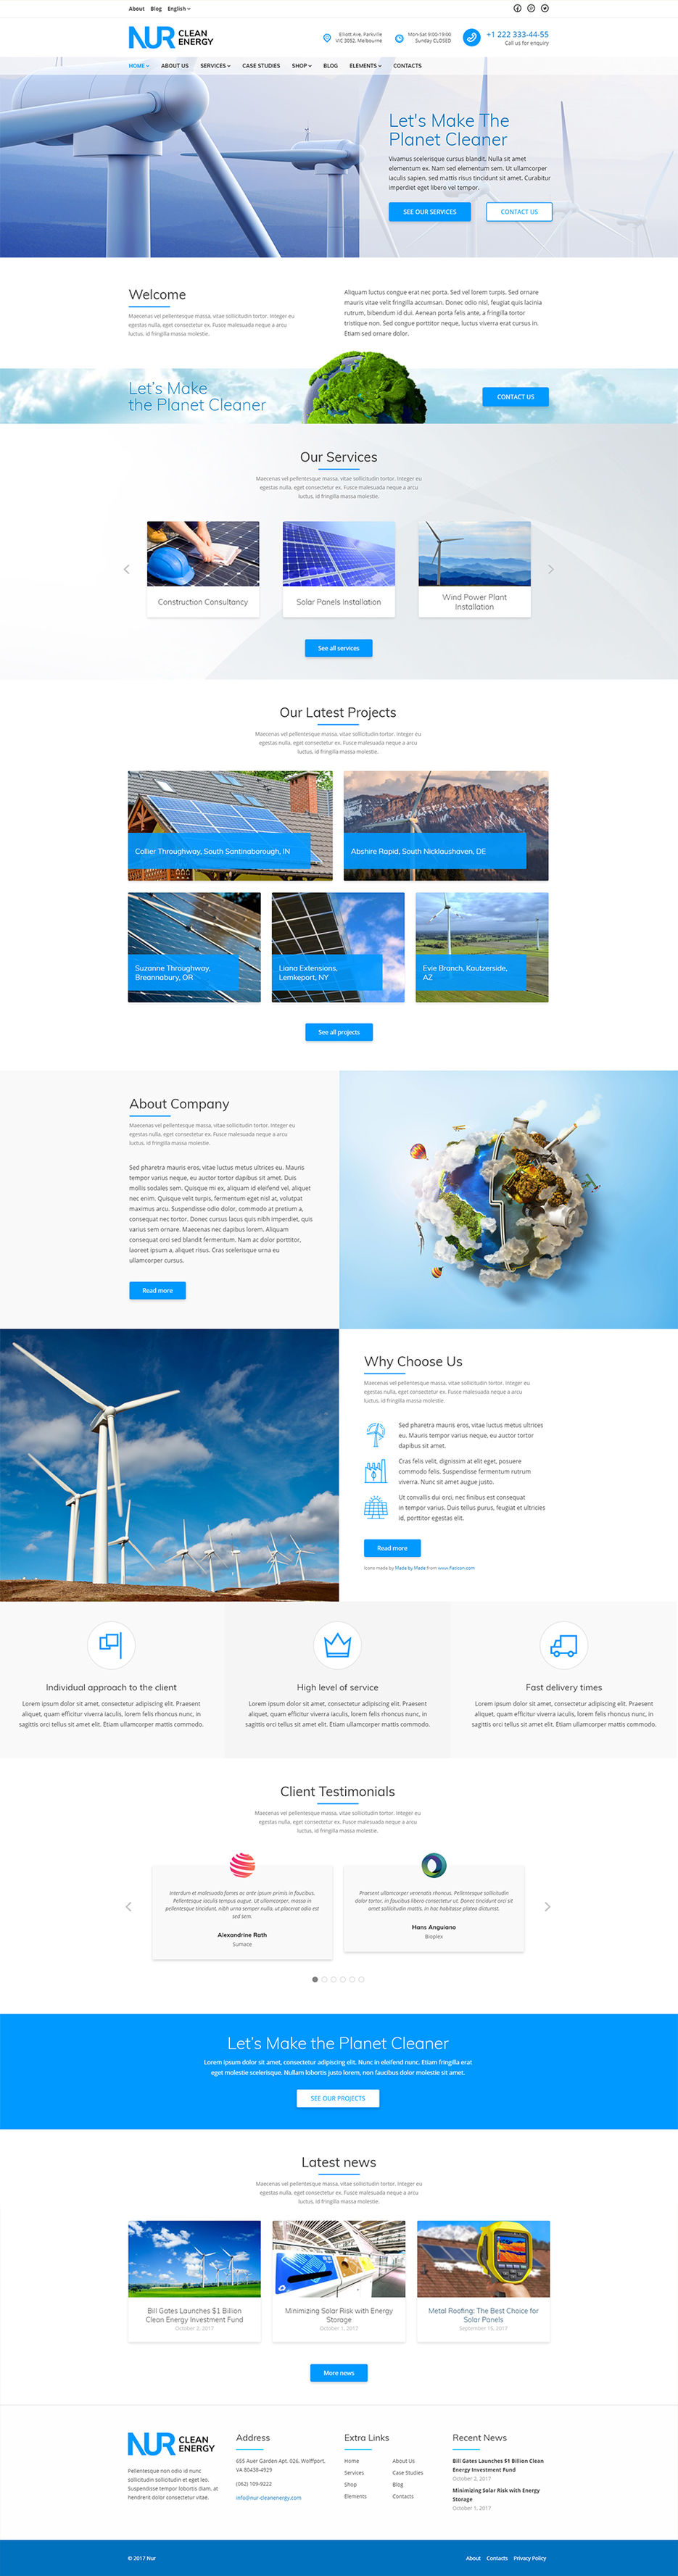 About Blog English
NUR CLEAN
ENERGY
Elliott Ave, Parkville
VIC 3052, Melbourne
Mon-Sat 9:00-19:00
Sunday CLOSED
+1 222 333-44-55
Call us for enquiry
HOME ABOUT US SERVICES CASE STUDIES SHOP BLOG ELEMENTS CONTACTS
Let's Make The
Planet Cleaner
Vivamus scelerisque cursus blandit. Nulla sit amet
elementum ex. Nam sed elementum sem. Ut ullamcorper
iaculis sapien, sed mattis risus tincidunt sit amet. Curabitur
imperdiet eget libero vel tempor.
SEE OUR SERVICES CONTACT US
Welcome
Maecenas vel pellentesque massa, vitae sollicitudin tortor. Integer eu
egestas nulla, eget consectetur ex. Fusce malesuada neque a arcu
luctus, id fringilla massa molestie.
Aliquam luctus congue erat nec porta. Sed vel lorem turpis. Sed ornare
mauris vitae velit fringilla accumsan. Donec odio nisl, feugiat quis lacinia
rutrum, bibendum id dui. Aenean porta felis ante, a fringilla tortor
tristique non. Sed congue porttitor neque, luctus viverra erat cursus in.
Etiam sed ornare dolor.
Let's Make
the Planet Cleaner
CONTACT US
Our Services
Maecenas vel pellentesque massa, vitae sollicitudin tortor. Integer eu
egestas nulla, eget consectetur ex. Fusce malesuada neque a arcu
luctus, id fringilla massa molestie.
Construction Consultancy
Solar Panels Installation
Wind Power Plant
Installation
See all services
Our Latest Projects
Maecenas vel pellentesque massa, vitae sollicitudin tortor. Integer eu
egestas nulla, eget consectetur ex. Fusce malesuada neque a arcu
luctus, id fringilla massa molestie.
Collier Throughway, South Santinaborough, IN
Abshire Rapid, South Nicklaushaven, DE
Suzanne Throughway,
Breannabury, OR
Liana Extensions,
Lemkeport, NY
Evie Branch, Kautzerside,
AZ
See all projects
About Company
Maecenas vel pellentesque massa, vitae sollicitudin tortor. Integer eu
egestas nulla, eget consectetur ex. Fusce malesuada neque a arcu
luctus, id fringilla massa molestie.
Sed pharetra mauris eros, vitae luctus metus ultrices eu. Mauris
tempor varius neque, eu auctor tortor dapibus sit amet. Duis
mollis sodales sem. Quisque mi ex, aliquam id eleifend vel, aliquet
nec enim. Quisque velit turpis, fermentum eget nisl at, volutpat
maximus arcu. Suspendisse odio dolor, commodo at pretium a,
consequat nec tortor. Donec cursus lacus quis nibh imperdiet, quis
varius sem ornare. Maecenas nec dapibus lorem. Aliquam
consequat orci sed blandit fermentum. Nam ac dolor porttitor,
laoreet ipsum a, aliquet risus. Cras scelerisque urna eu
ullamcorper cursus.
Read more
Why Choose Us
Maecenas vel pellentesque massa, vitae sollicitudin tortor. Integer eu
egestas nulla, eget consectetur ex. Fusce malesuada neque a arcu
luctus, id fringilla massa molestie.
Sed pharetra mauris eros, vitae luctus metus ultrices
eu. Mauris tempor varius neque, eu auctor tortor
dapibus sit amet.
Cras felis velit, dignissim at elit eget, posuere
commodo felis. Suspendisse fermentum rutrum
viverra. Nunc sit amet augue justo.
Ut convallis dui orci, nec finibus est consequat
in tempor varius. Duis tellus purus, feugiat et ultricies
id, porttitor egestas elit.
Read more
Icons made by Made by Made from www.flaticon.com
Individual approach to the client
Lorem ipsum dolor sit amet, consectetur adipiscing elit. Praesent
aliquet, quam efficitur viverra iaculis, lorem felis rhoncus nunc, in
sagittis orci tellus sit amet elit. Etiam ullamcorper mattis commodo.
High level of service
Lorem ipsum dolor sit amet, consectetur adipiscing elit. Praesent
aliquet, quam efficitur viverra iaculis, lorem felis rhoncus nunc, in
sagittis orci tellus sit amet elit. Etiam ullamcorper mattis commodo.
Fast delivery times
Lorem ipsum dolor sit amet, consectetur adipiscing elit. Praesent
aliquet, quam efficitur viverra iaculis, lorem felis rhoncus nunc, in
sagittis orci tellus sit amet elit. Etiam ullamcorper mattis commodo.
Client Testimonials
Maecenas vel pellentesque massa, vitae sollicitudin tortor. Integer eu
egestas nulla, eget consectetur ex. Fusce malesuada neque a arcu
luctus, id fringilla massa molestie.
Interdum et malesuada fames ac ante ipsum primis in faucibus.
Pellentesque iaculis tempus augue. Ut ullamcorper, massa in
pellentesque tincidunt, nibh urna semper nulla, ut placerat odio est
sed sem.
Alexandrine Rath
Sumace
Praesent ullamcorper venenatis rhoncus. Pellentesque sollicitudin
dolor tortor, in faucibus libero consectetur ut. Donec tincidunt orci sit
amet sollicitudin mattis. In hac habitasse platea dictumst.
Hans Anguiano
Bioplex
Let's Make the Planet Cleaner
Lorem ipsum dolor sit amet, consectetur adipiscing elit. Nunc in eleifend nunc. Etiam fringilla erat
eget molestie scelerisque. Nullam lobortis justo lorem, non faucibus dolor molestie sit amet.
SEE OUR PROJECTS
Latest news
Maecenas vel pellentesque massa, vitae sollicitudin tortor. Integer eu
egestas nulla, eget consectetur ex. Fusce malesuada neque a arcu
luctus, id fringilla massa molestie.
Bill Gates Launches $1 Billion
Clean Energy Investment Fund
October 2, 2017
Minimizing Solar Risk with Energy
Storage
October 1, 2017
Metal Roofing: The Best Choice for
Solar Panels
September 15, 2017
More news
NUR CLEAN
ENERGY
Pellentesque non odio id nunc
sollicitudin sollicitudin et eget leo.
Suspendisse tempor lobortis diam, at
hendrerit dolor consectetur vitae.
Address
655 Auer Garden Apt. 026, Wolffport,
VA 80438-4929
(062) 109-9222
info@nur-cleanenergy.com
Extra Links
Home About Us
Services Case Studies
Shop Blog
Elements Contacts
Recent News
Bill Gates Launches $1 Billion Clean
Energy Investment Fund
October 2, 2017
Minimizing Solar Risk with Energy
Storage
October 1, 2017
© 2017 Nur
About Contacts Privacy Policy